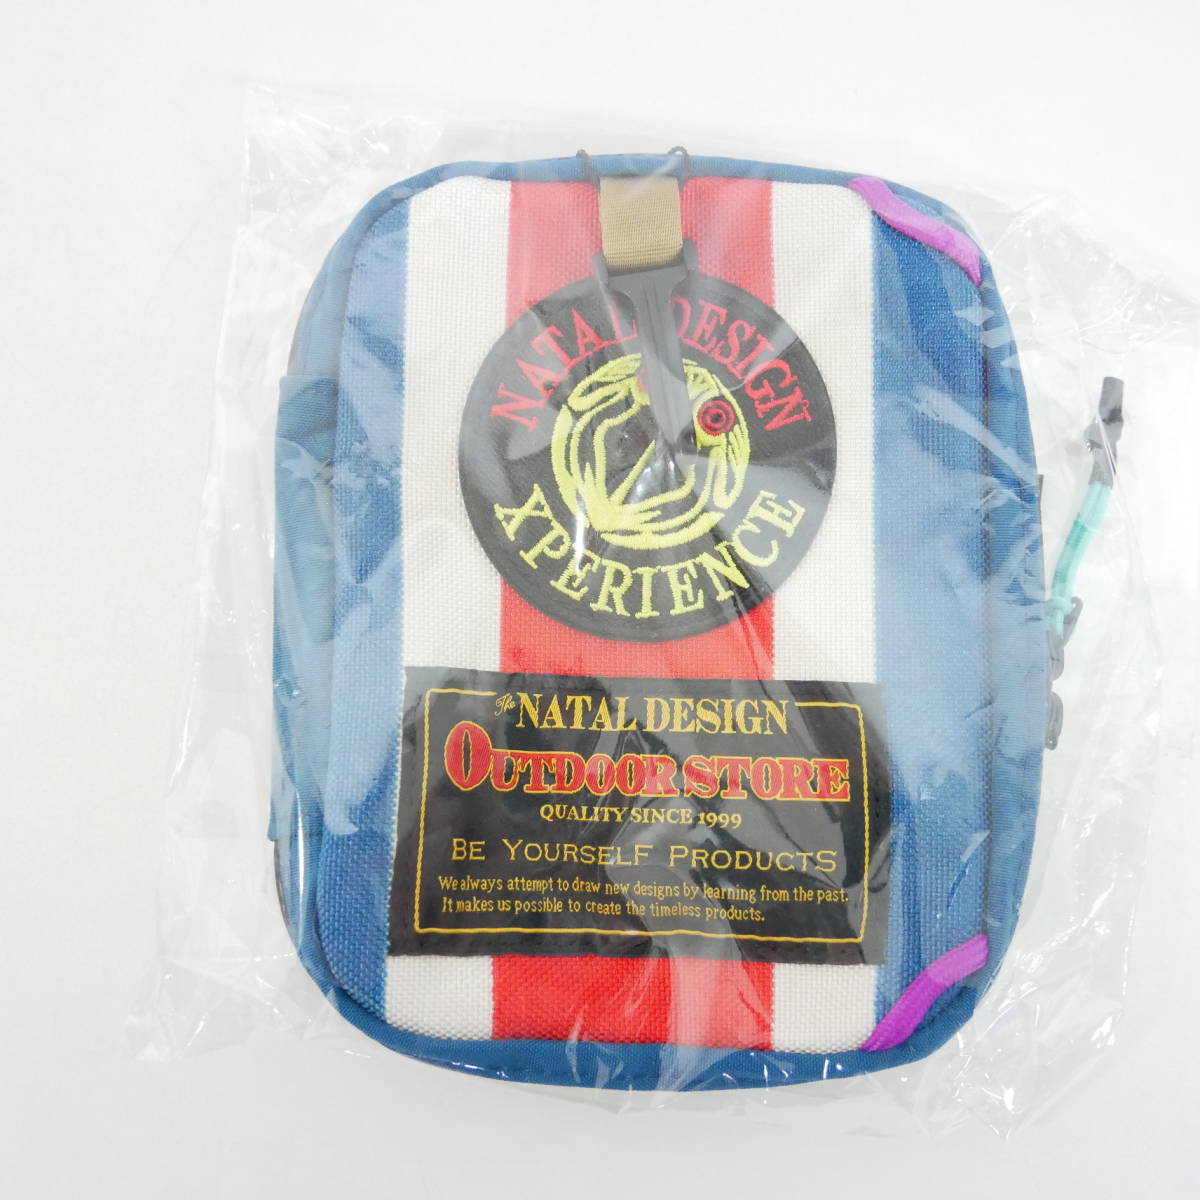 NATAL DESIGN
XPERIENCE
The NATAL DESIGN
OUTDOOR STORE
QUALITY SINCE 1999
BE YOURSELF PRODUCTS
We always attempt to draw new designs by learning from the past.
It makes us possible to create the timeless products.